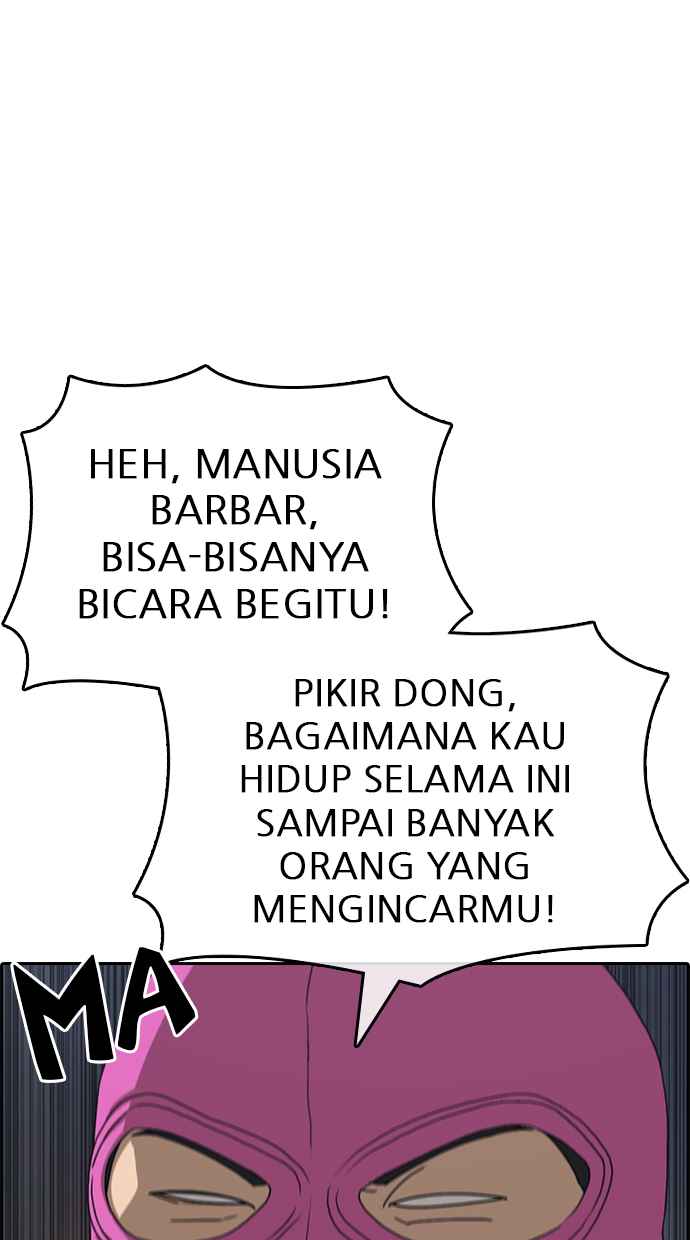 HEH, MANUSIA
BARBAR,
BISA-BISANYA
BICARA BEGITU!
PIKIR DONG,
BAGAIMANA KAU
HIDUP SELAMA INI
SAMPAI BANYAK
ORANG YANG
MENGINCARMU!
MA